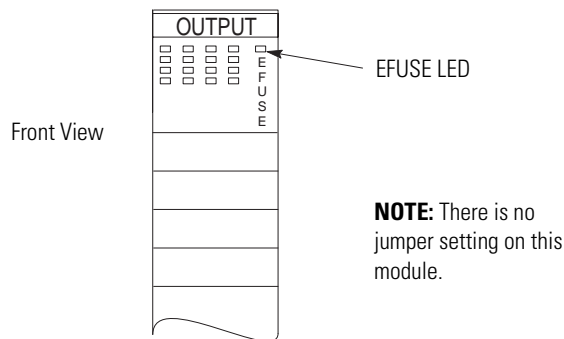 OUTPUT
E
F
U
S
E
EFUSE LED
Front View
NOTE: There is no
jumper setting on this
module.